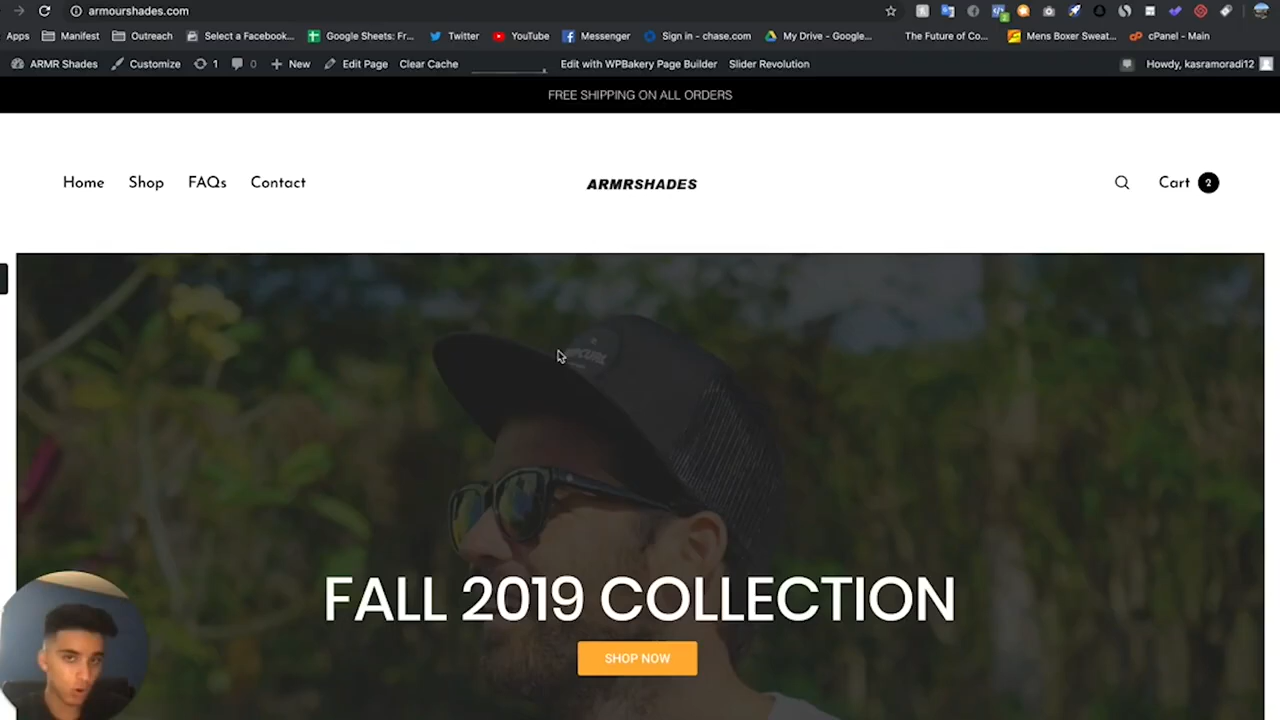 armourshades.com
Apps Manifest Outreach Select a Facebook... Google Sheets: Fr... Twitter YouTube Messenger Sign in - chase.com My Drive - Google... The Future of Co... Mens Boxer Sweat... cPanel - Main
ARMR Shades Customize 1 0 New Edit Page Clear Cache Edit with WPBakery Page Builder Slider Revolution Howdy, kasramoradi12
FREE SHIPPING ON ALL ORDERS
Home Shop FAQs Contact ARMRSHADES Cart 2
FALL 2019 COLLECTION
SHOP NOW